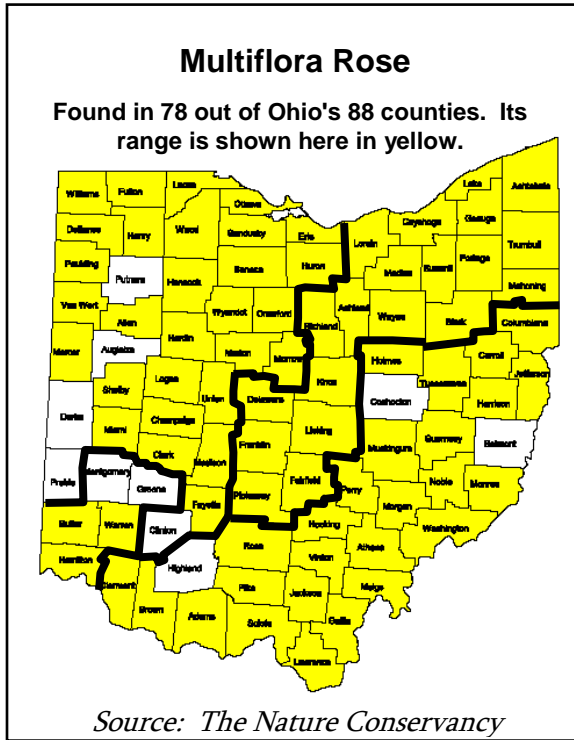 Multiflora Rose
Found in 78 out of Ohio's 88 counties. Its
range is shown here in yellow.
Williams
Fulton
Lucas
Ottawa
Lake
Ashtabula
Defiance
Henry
Wood
Sandusky
Erie
Lorain
Cuyahoga
Geauga
Trumbull
Paulding
Putnam
Hancock
Seneca
Huron
Medina
Summit
Portage
Mahoning
Van Wert
Allen
Wyandot
Crawford
Richland
Ashland
Wayne
Stark
Columbiana
Mercer
Auglaize
Hardin
Marion
Morrow
Holmes
Carroll
Jefferson
Shelby
Logan
Union
Delaware
Knox
Coshocton
Tuscarawas
Harrison
Darke
Miami
Champaign
Licking
Muskingum
Guernsey
Belmont
Clark
Madison
Franklin
Fairfield
Perry
Noble
Monroe
Preble
Montgomery
Greene
Fayette
Pickaway
Morgan
Washington
Butler
Warren
Clinton
Ross
Hocking
Vinton
Athens
Hamilton
Clermont
Highland
Pike
Jackson
Meigs
Brown
Adams
Scioto
Gallia
Lawrence
Source: The Nature Conservancy